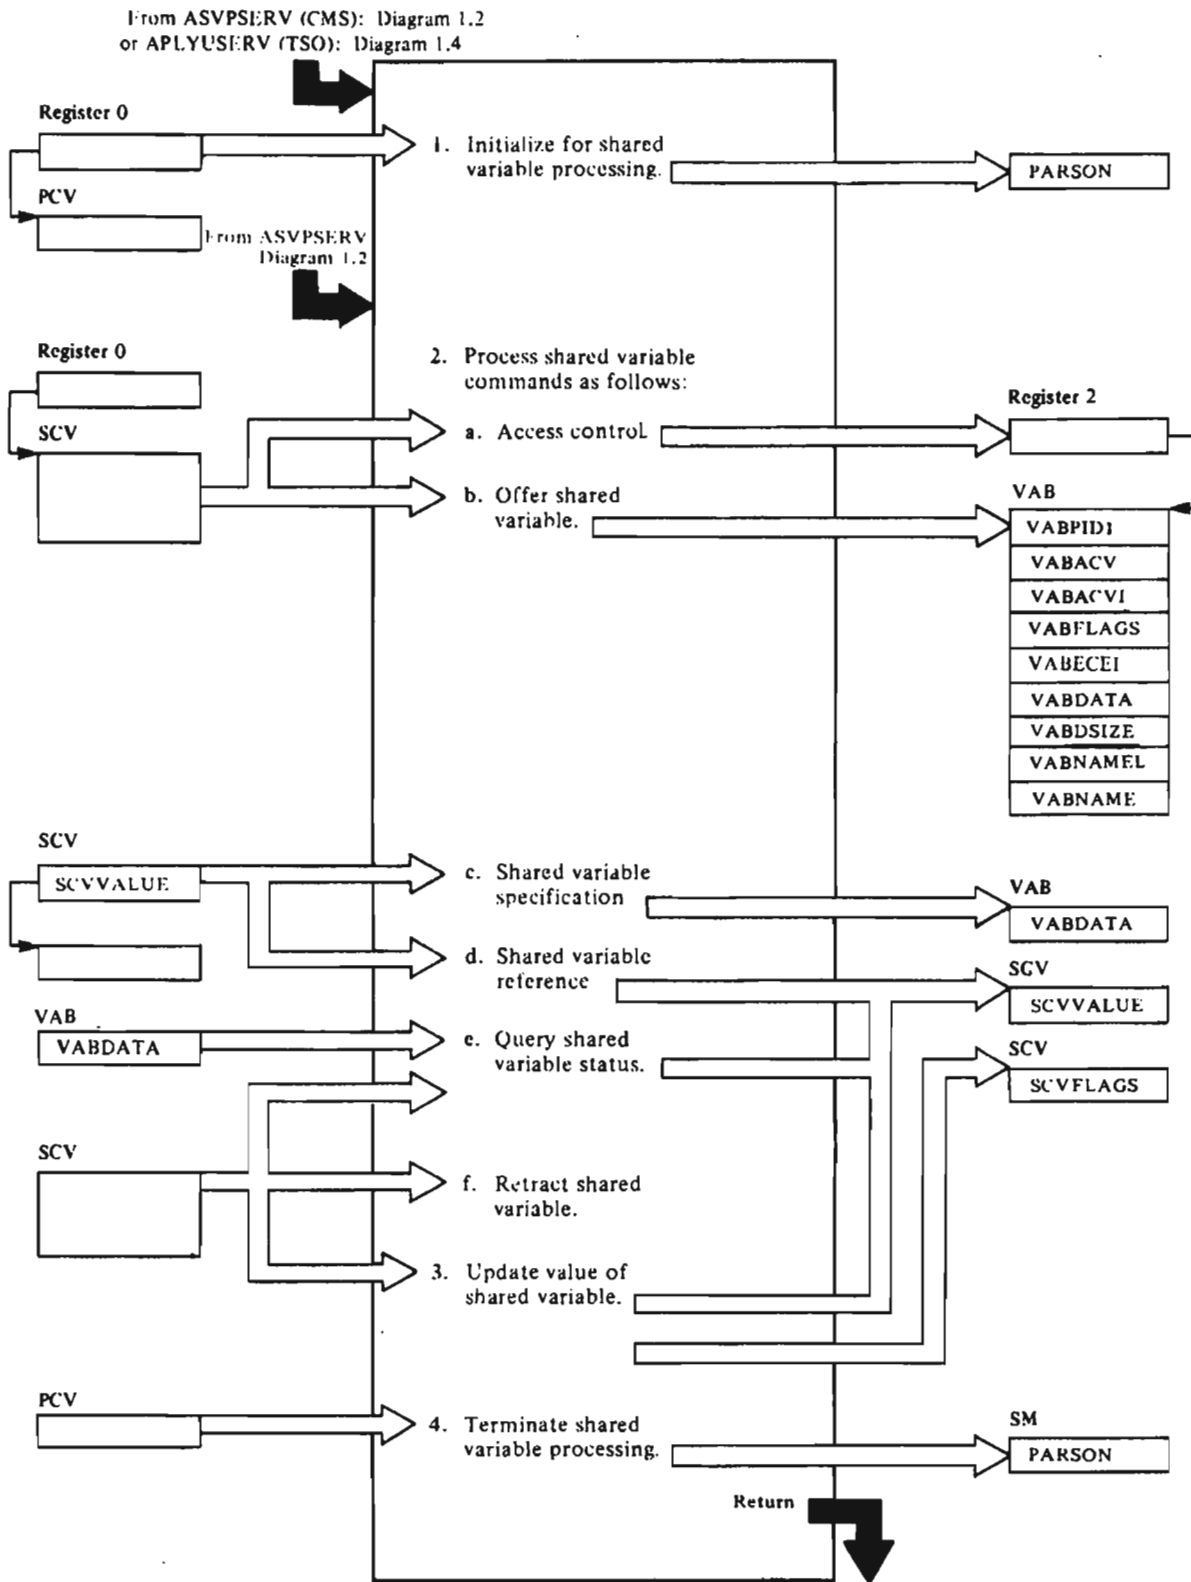 From ASVPSERV (CMS): Diagram 1.2
or APLYUSERV (TSO): Diagram 1.4
Register 0
PCV
1. Initialize for shared
variable processing.
PARSON
From ASVPSERV
Diagram 1.2
Register 0
SCV
2. Process shared variable
commands as follows:
a. Access control
Register 2
b. Offer shared
variable.
VAB
VABPID1
VABACV
VABACVI
VABFLAGS
VABECEI
VABDATA
VABDSIZE
VABNAMEL
VABNAME
SCV
SCVVALUE
c. Shared variable
specification
VAB
VABDATA
d. Shared variable
reference
SCV
SCVVALUE
VAB
VABDATA
e. Query shared
variable status.
SCV
SCVFLAGS
SCV
f. Retract shared
variable.
3. Update value of
shared variable.
PCV
4. Terminate shared
variable processing.
SM
PARSON
Return